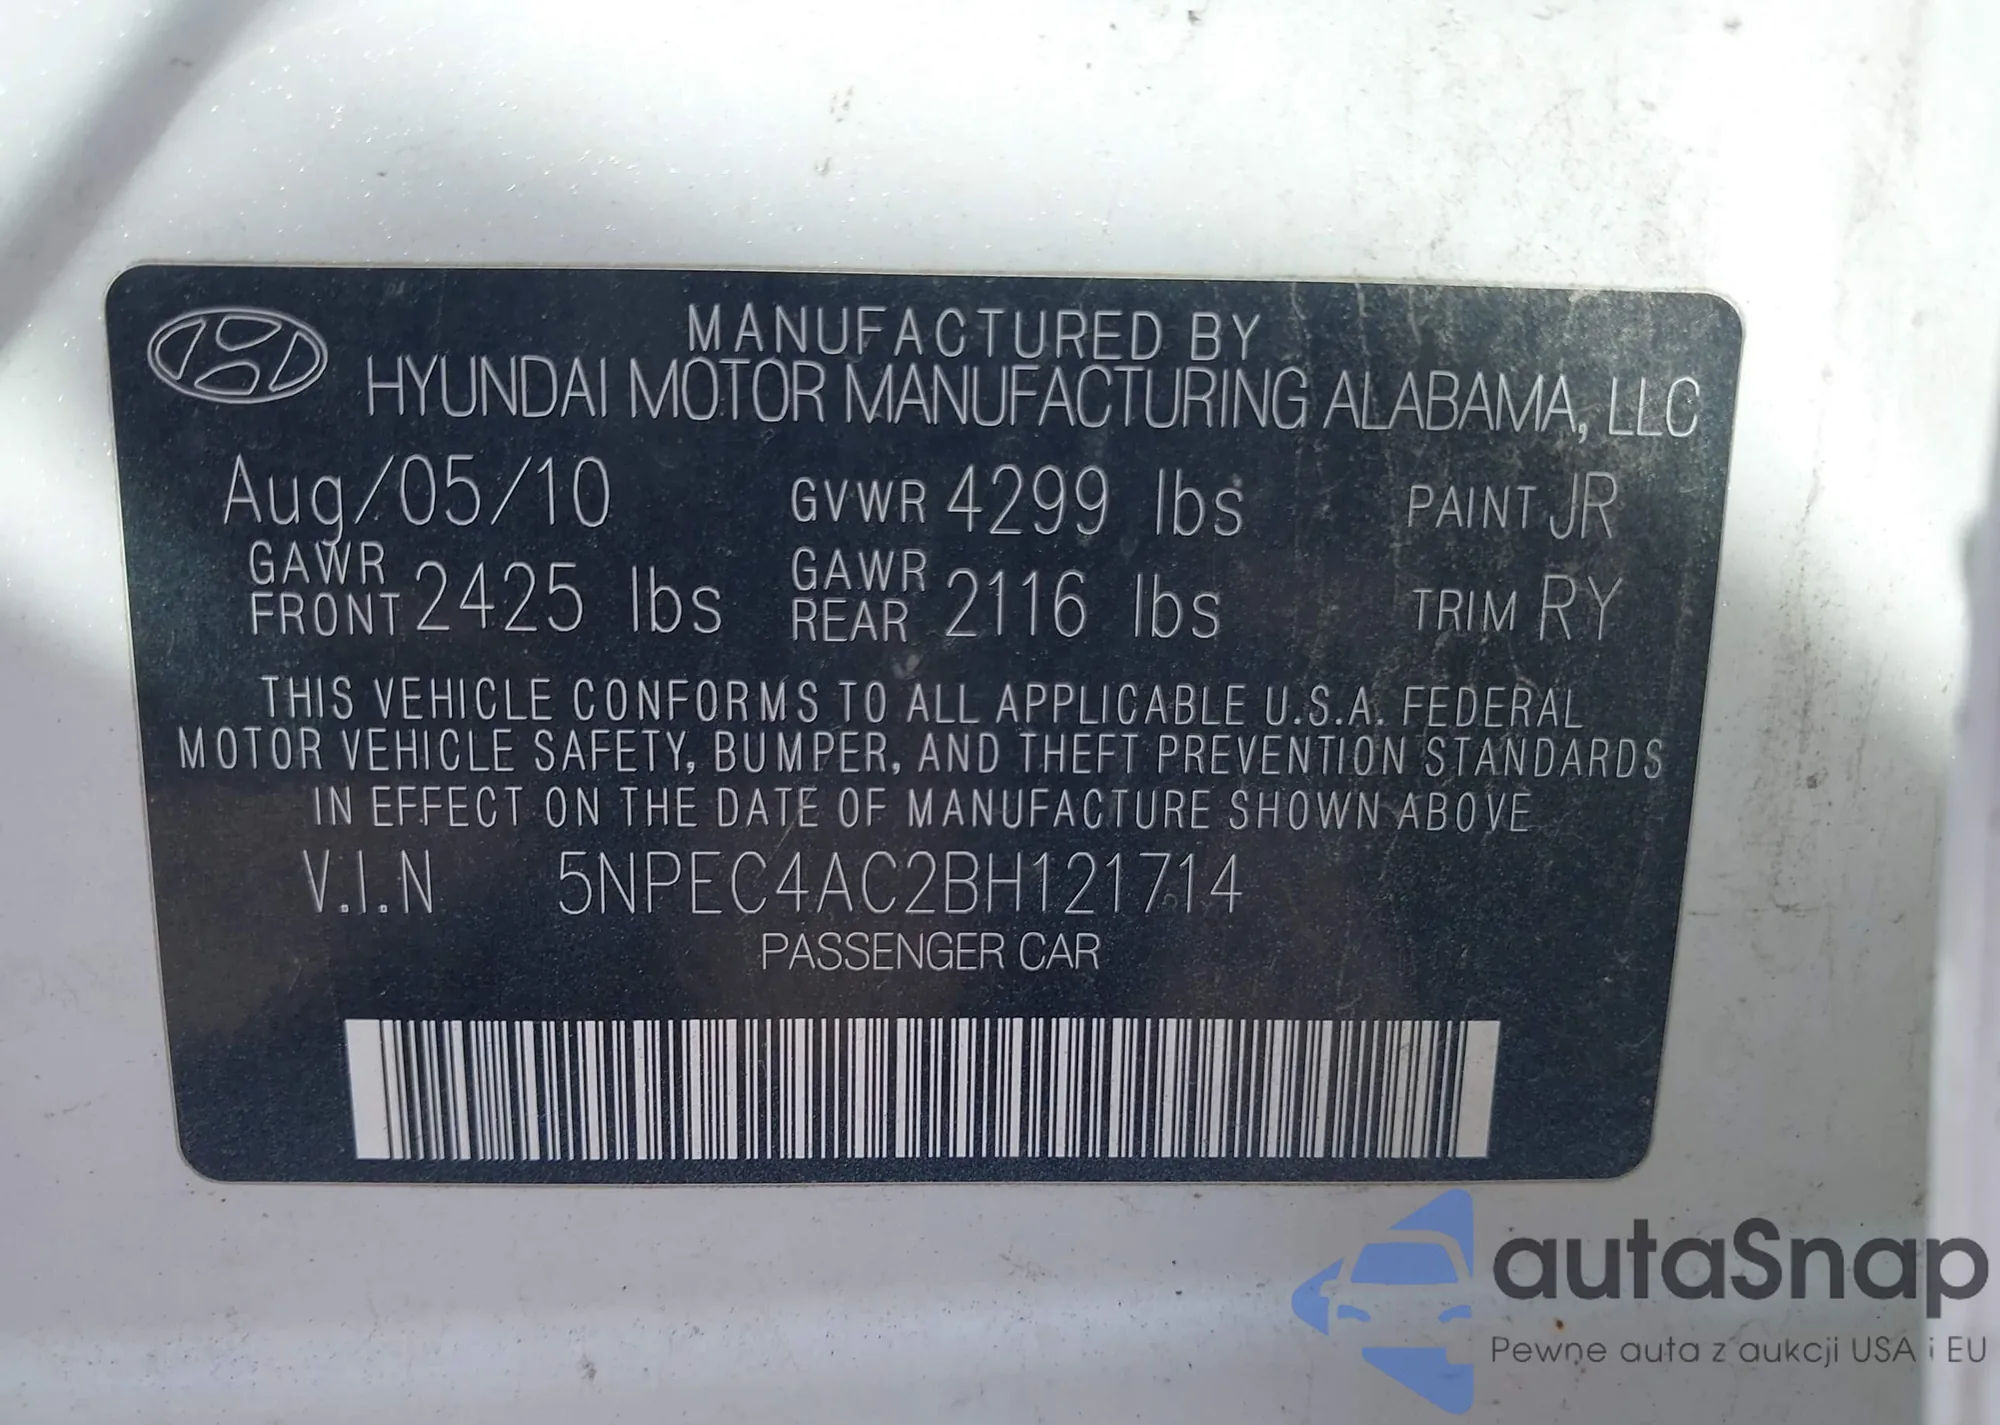 MANUFACTURED BY
HYUNDAI MOTOR MANUFACTURING ALABAMA, LLC
Aug/05/10 GVWR 4299 lbs PAINT JR
GAWR FRONT 2425 lbs GAWR REAR 2116 lbs TRIM RY
THIS VEHICLE CONFORMS TO ALL APPLICABLE U.S.A. FEDERAL
MOTOR VEHICLE SAFETY, BUMPER, AND THEFT PREVENTION STANDARDS
IN EFFECT ON THE DATE OF MANUFACTURE SHOWN ABOVE
V.I.N 5NPEC4AC2BH121714
PASSENGER CAR
autaSnap
Pewne auta z aukcji USA i EU